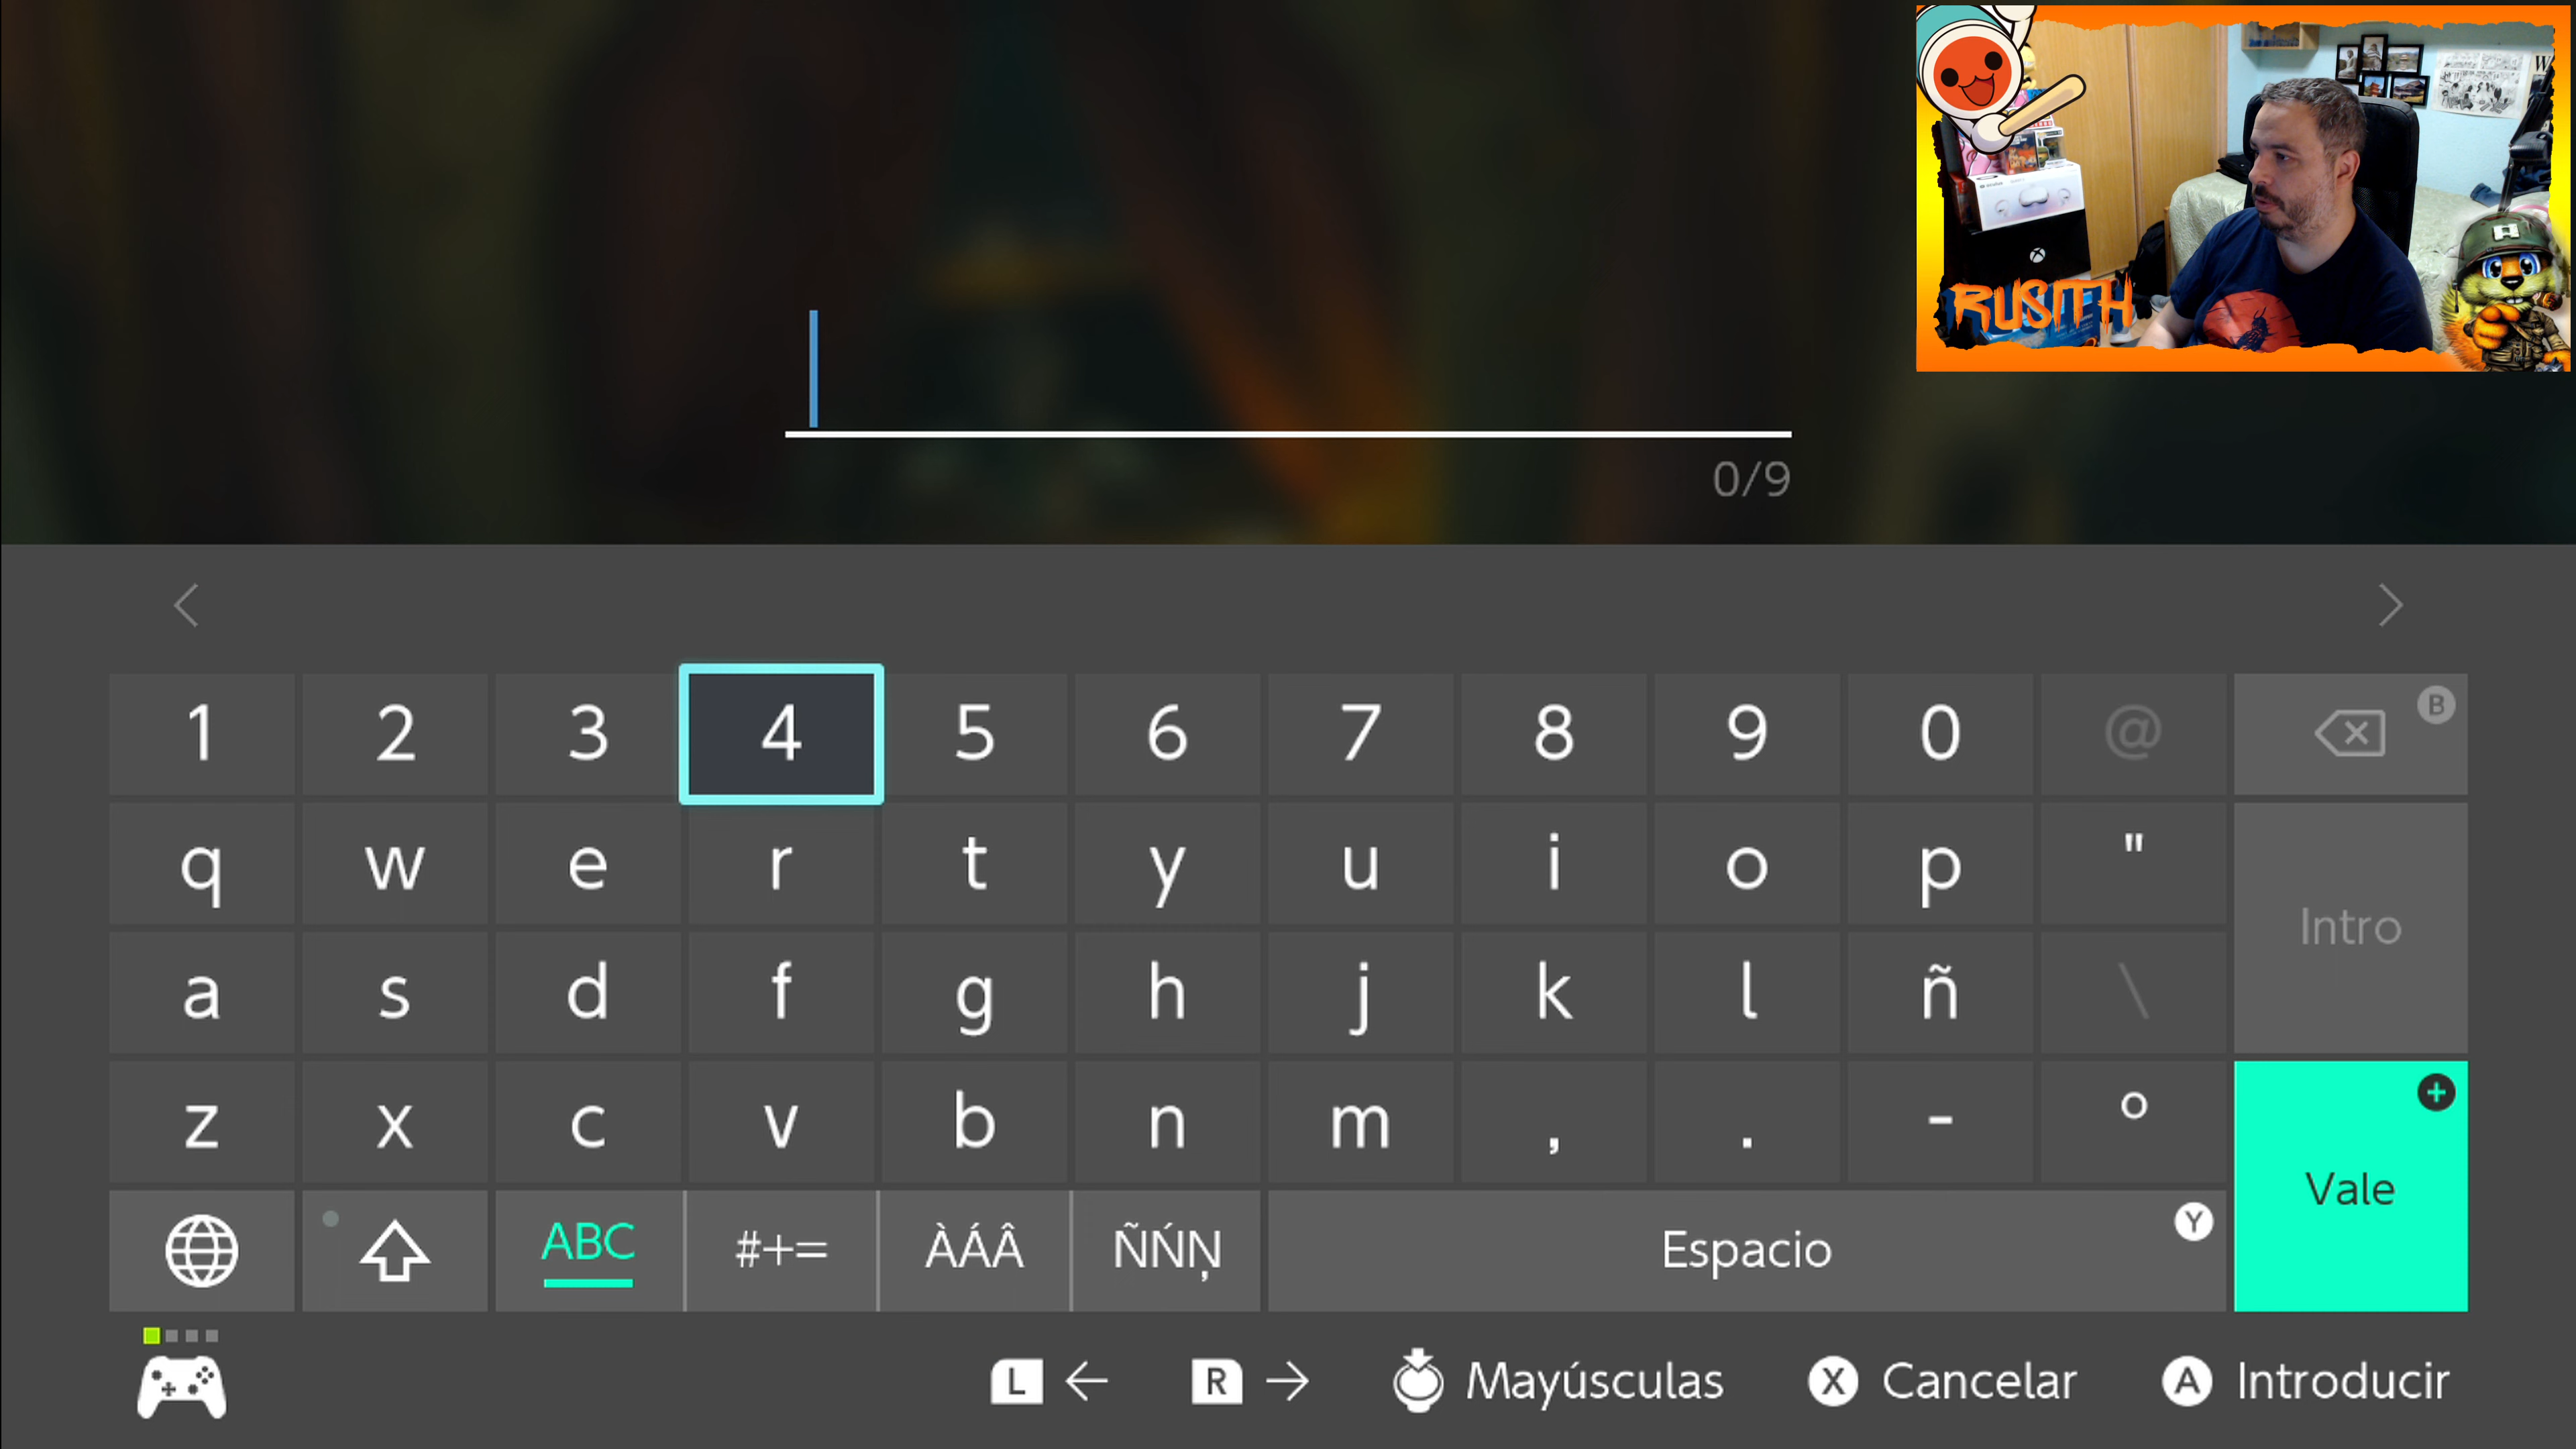 RUSITH
0/9
1 2 3 4 5 6 7 8 9 0 @ B
q w e r t y u i o p " Intro
a s d f g h j k l ñ \
z x c v b n m , . - º + Vale
ABC #+= ÀÁÂ ÑŃŅ Espacio Y
L ← R → Mayúsculas X Cancelar A Introducir